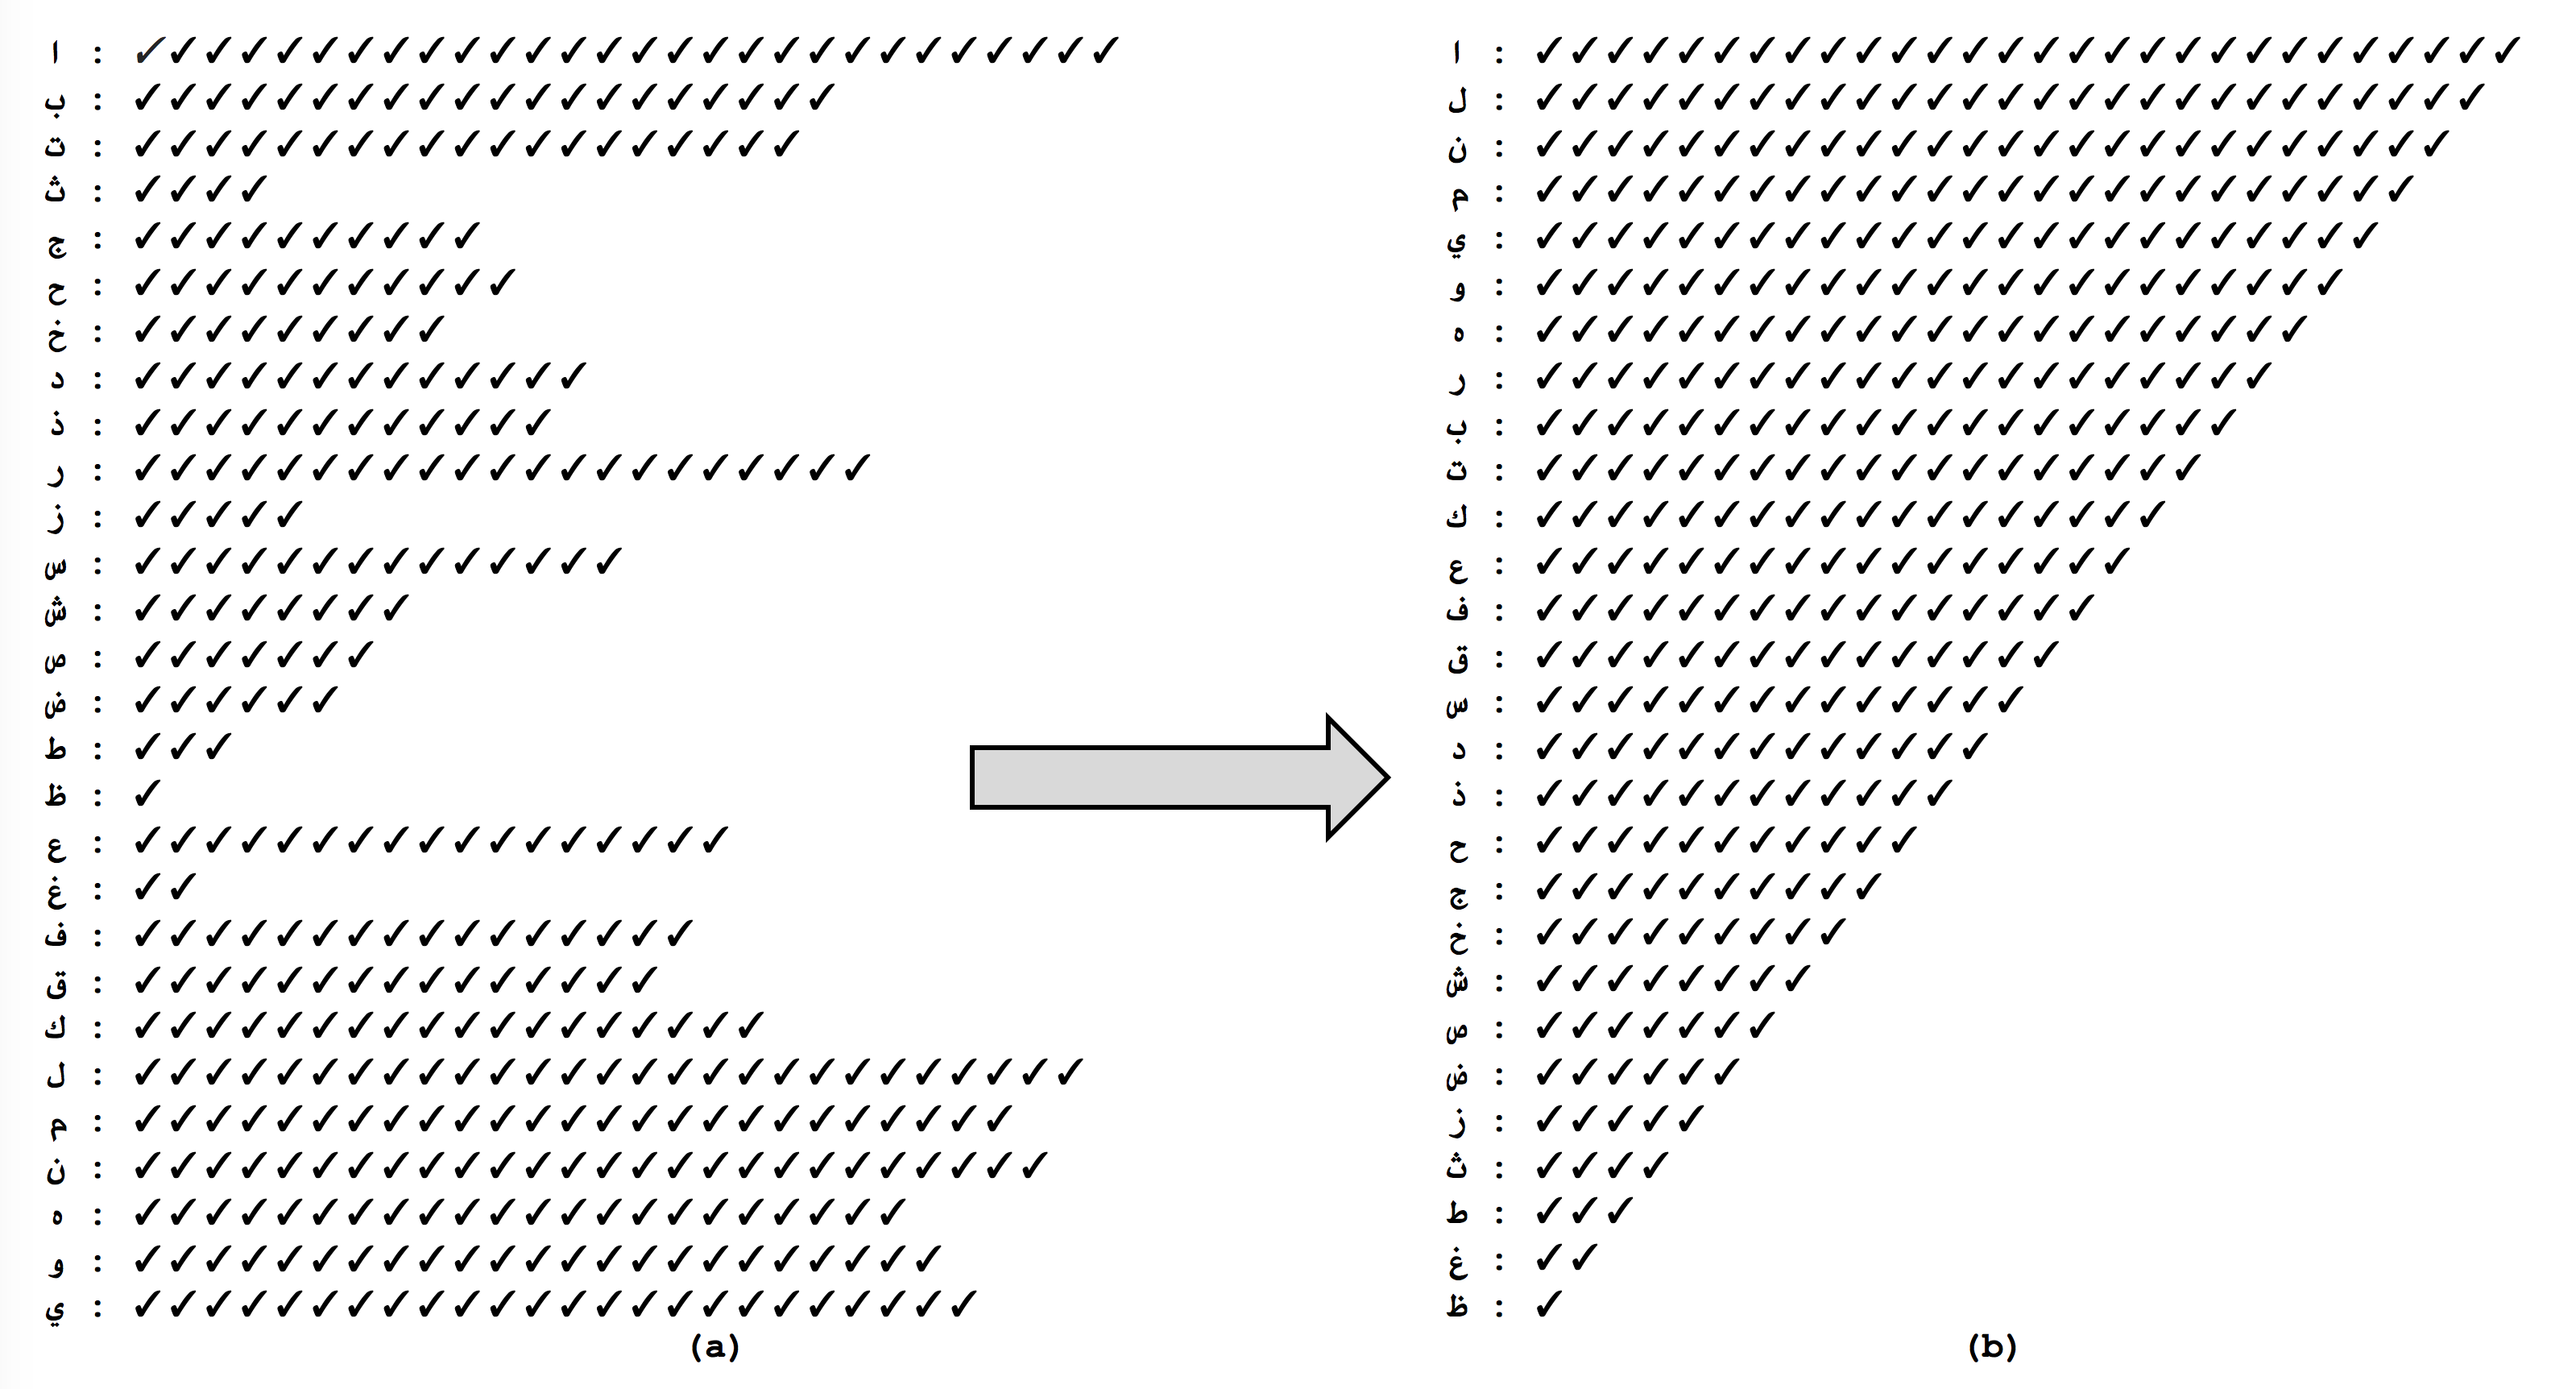 ا : ✓✓✓✓✓✓✓✓✓✓✓✓✓✓✓✓✓✓✓✓✓✓✓✓✓✓✓✓
ب : ✓✓✓✓✓✓✓✓✓✓✓✓✓✓✓✓✓✓✓✓
ت : ✓✓✓✓✓✓✓✓✓✓✓✓✓✓✓✓✓✓✓
ث : ✓✓✓✓
ج : ✓✓✓✓✓✓✓✓✓✓
ح : ✓✓✓✓✓✓✓✓✓✓✓
خ : ✓✓✓✓✓✓✓✓✓
د : ✓✓✓✓✓✓✓✓✓✓✓✓✓
ذ : ✓✓✓✓✓✓✓✓✓✓✓✓
ر : ✓✓✓✓✓✓✓✓✓✓✓✓✓✓✓✓✓✓✓✓✓
ز : ✓✓✓✓✓
س : ✓✓✓✓✓✓✓✓✓✓✓✓✓✓
ش : ✓✓✓✓✓✓✓✓
ص : ✓✓✓✓✓✓✓
ض : ✓✓✓✓✓✓
ط : ✓✓✓
ظ : ✓
ع : ✓✓✓✓✓✓✓✓✓✓✓✓✓✓✓✓✓
غ : ✓✓
ف : ✓✓✓✓✓✓✓✓✓✓✓✓✓✓✓✓
ق : ✓✓✓✓✓✓✓✓✓✓✓✓✓✓✓
ك : ✓✓✓✓✓✓✓✓✓✓✓✓✓✓✓✓✓✓
ل : ✓✓✓✓✓✓✓✓✓✓✓✓✓✓✓✓✓✓✓✓✓✓✓✓✓✓✓
م : ✓✓✓✓✓✓✓✓✓✓✓✓✓✓✓✓✓✓✓✓✓✓✓✓✓
ن : ✓✓✓✓✓✓✓✓✓✓✓✓✓✓✓✓✓✓✓✓✓✓✓✓✓✓
ه : ✓✓✓✓✓✓✓✓✓✓✓✓✓✓✓✓✓✓✓✓✓✓
و : ✓✓✓✓✓✓✓✓✓✓✓✓✓✓✓✓✓✓✓✓✓✓✓
ي : ✓✓✓✓✓✓✓✓✓✓✓✓✓✓✓✓✓✓✓✓✓✓✓✓
(a)
ا : ✓✓✓✓✓✓✓✓✓✓✓✓✓✓✓✓✓✓✓✓✓✓✓✓✓✓✓✓
ل : ✓✓✓✓✓✓✓✓✓✓✓✓✓✓✓✓✓✓✓✓✓✓✓✓✓✓✓
ن : ✓✓✓✓✓✓✓✓✓✓✓✓✓✓✓✓✓✓✓✓✓✓✓✓✓✓
م : ✓✓✓✓✓✓✓✓✓✓✓✓✓✓✓✓✓✓✓✓✓✓✓✓✓
ي : ✓✓✓✓✓✓✓✓✓✓✓✓✓✓✓✓✓✓✓✓✓✓✓✓
و : ✓✓✓✓✓✓✓✓✓✓✓✓✓✓✓✓✓✓✓✓✓✓✓
ه : ✓✓✓✓✓✓✓✓✓✓✓✓✓✓✓✓✓✓✓✓✓✓
ر : ✓✓✓✓✓✓✓✓✓✓✓✓✓✓✓✓✓✓✓✓✓
ب : ✓✓✓✓✓✓✓✓✓✓✓✓✓✓✓✓✓✓✓✓
ت : ✓✓✓✓✓✓✓✓✓✓✓✓✓✓✓✓✓✓✓
ك : ✓✓✓✓✓✓✓✓✓✓✓✓✓✓✓✓✓✓
ع : ✓✓✓✓✓✓✓✓✓✓✓✓✓✓✓✓✓
ف : ✓✓✓✓✓✓✓✓✓✓✓✓✓✓✓✓
ق : ✓✓✓✓✓✓✓✓✓✓✓✓✓✓✓
س : ✓✓✓✓✓✓✓✓✓✓✓✓✓✓
د : ✓✓✓✓✓✓✓✓✓✓✓✓✓
ذ : ✓✓✓✓✓✓✓✓✓✓✓✓
ح : ✓✓✓✓✓✓✓✓✓✓✓
ج : ✓✓✓✓✓✓✓✓✓✓
خ : ✓✓✓✓✓✓✓✓✓
ش : ✓✓✓✓✓✓✓✓
ص : ✓✓✓✓✓✓✓
ض : ✓✓✓✓✓✓
ز : ✓✓✓✓✓
ث : ✓✓✓✓
ط : ✓✓✓
غ : ✓✓
ظ : ✓
(b)